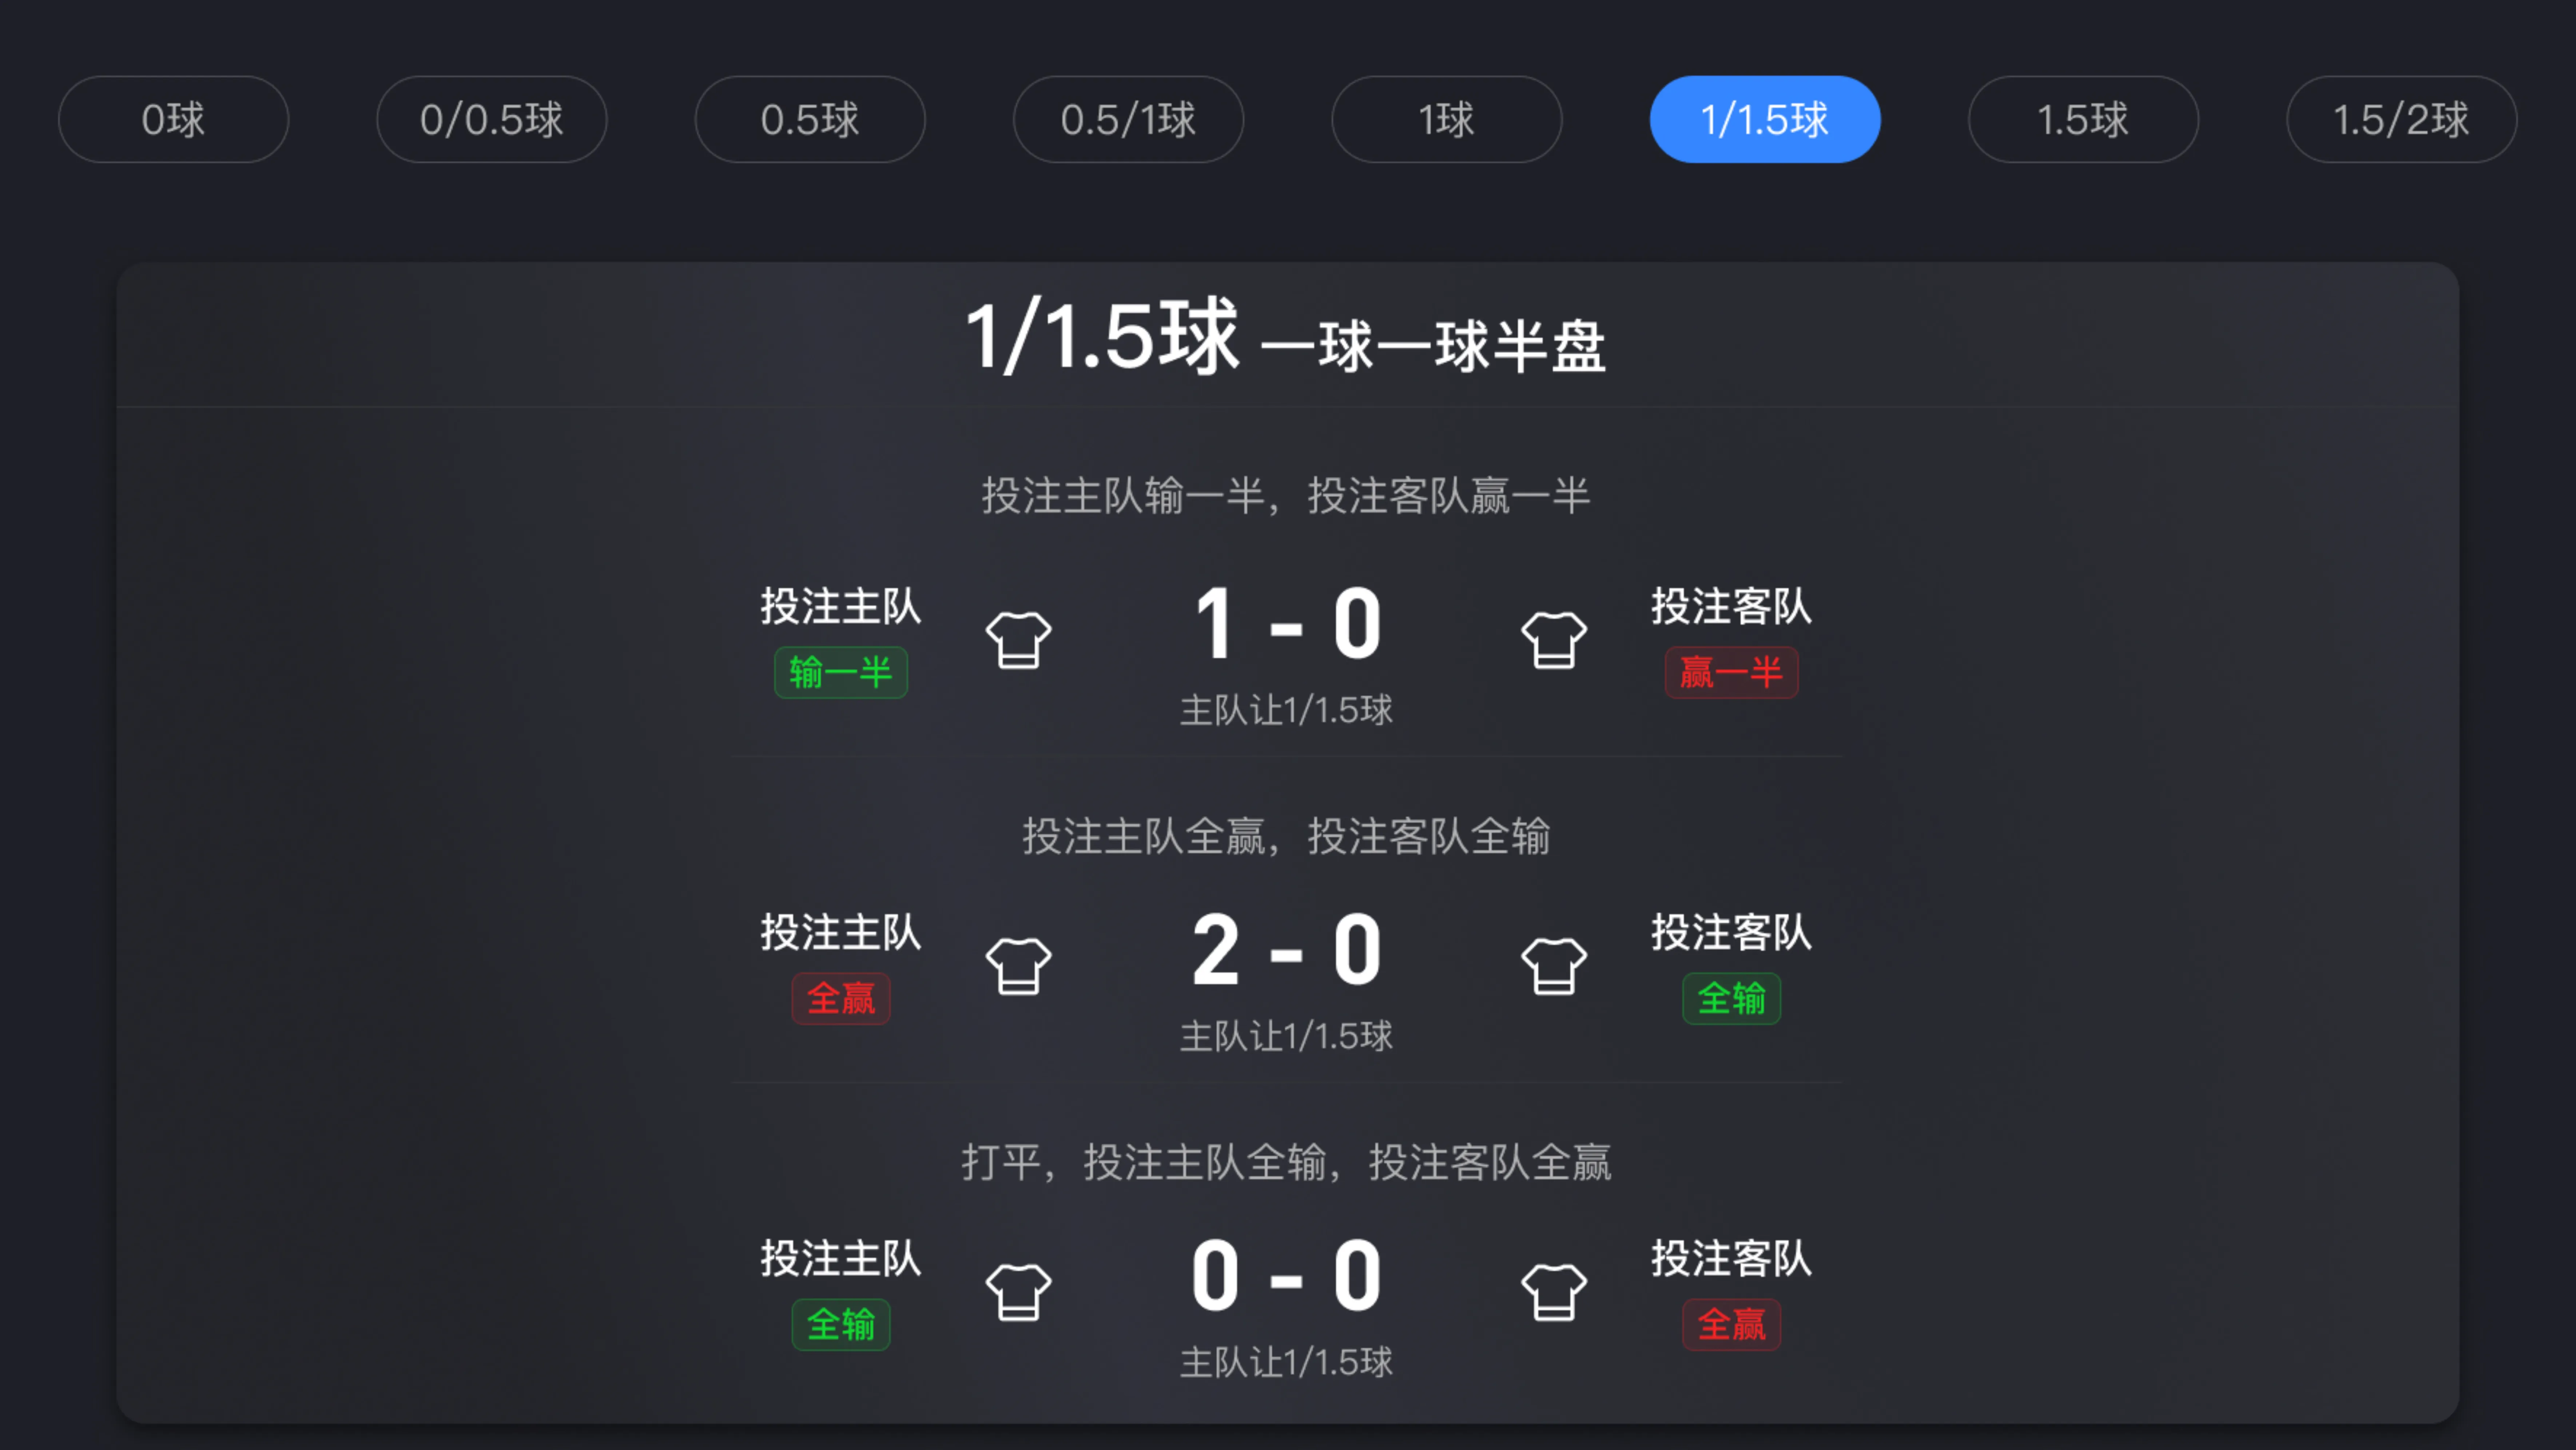 0球 0/0.5球 0.5球 0.5/1球 1球 1/1.5球 1.5球 1.5/2球
1/1.5球 一球一球半盘
投注主队输一半，投注客队赢一半
投注主队 1 - 0 投注客队
输一半 赢一半
主队让1/1.5球
投注主队全赢，投注客队全输
投注主队 2 - 0 投注客队
全赢 全输
主队让1/1.5球
打平，投注主队全输，投注客队全赢
投注主队 0 - 0 投注客队
全输 全赢
主队让1/1.5球